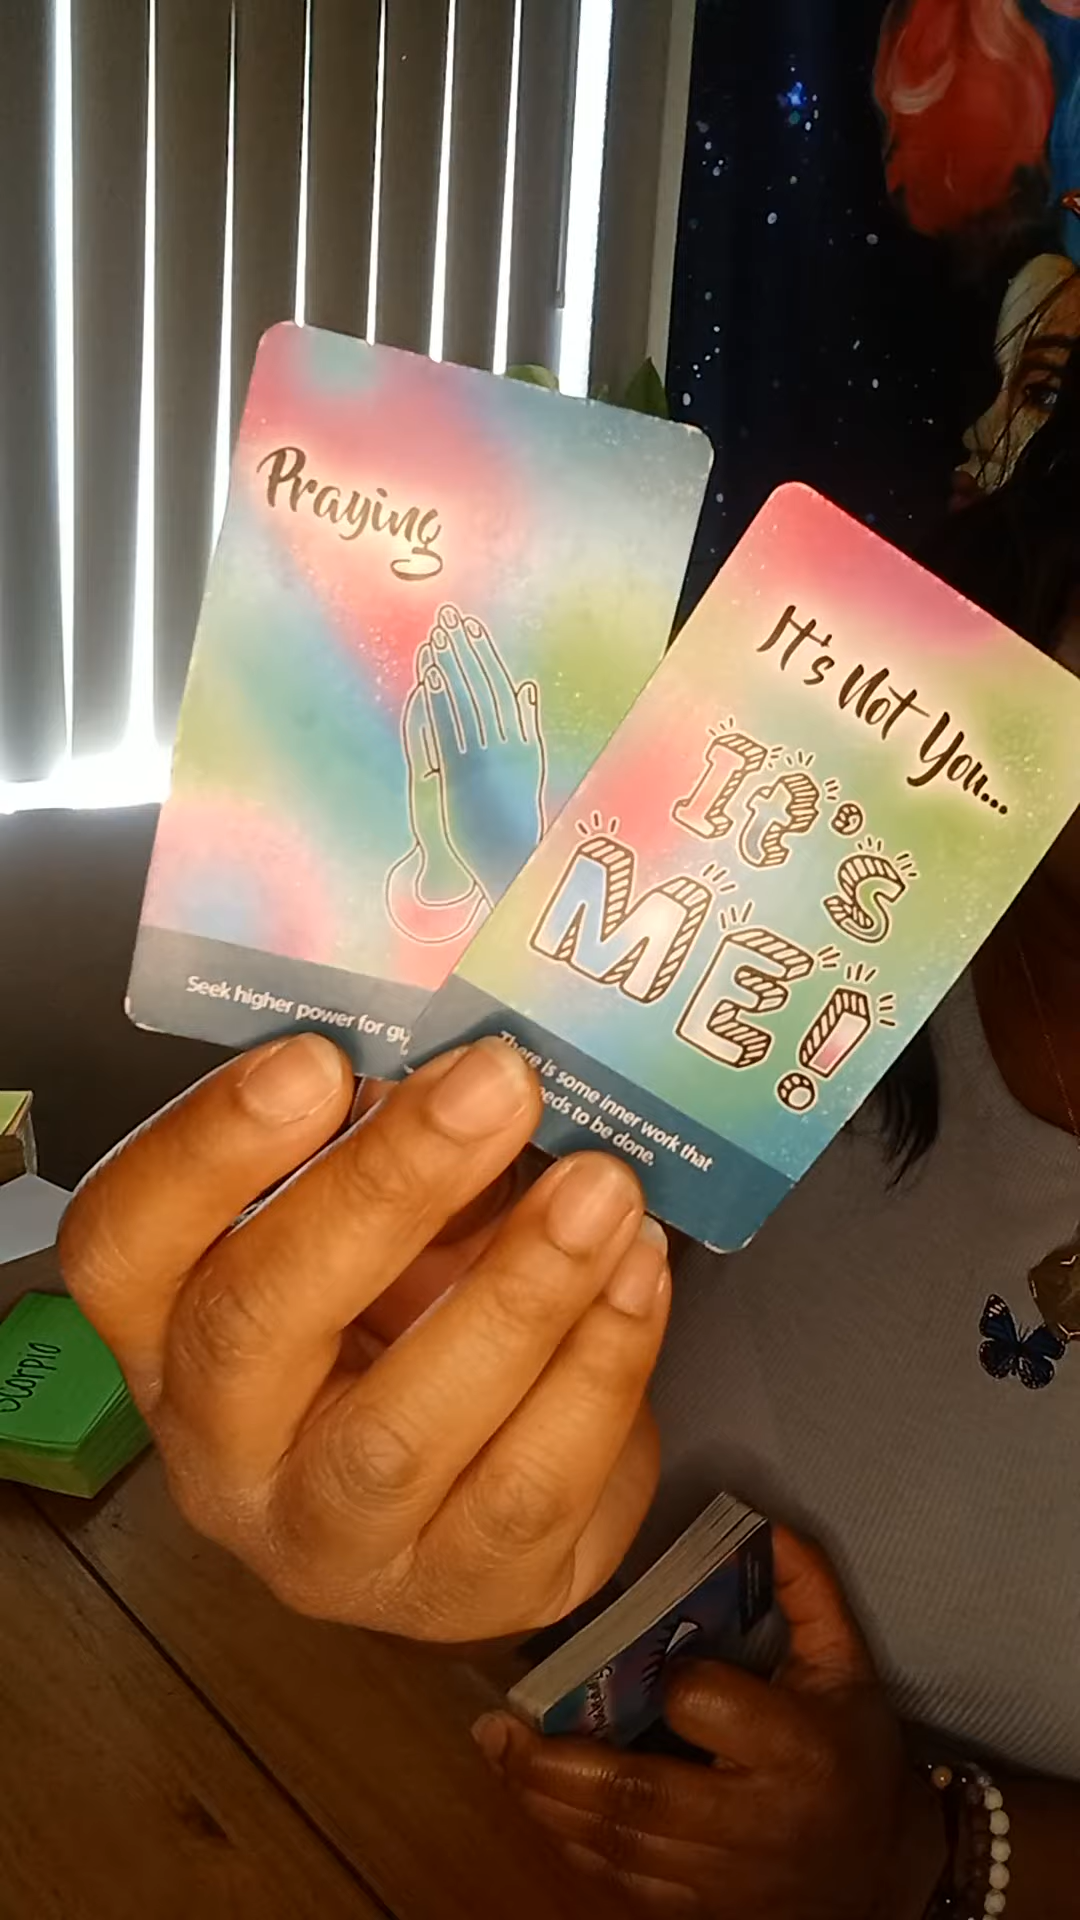 Praying
Seek higher power for
It's Not You...
It's
ME!
There is some inner work that
to be done.
Scorpio